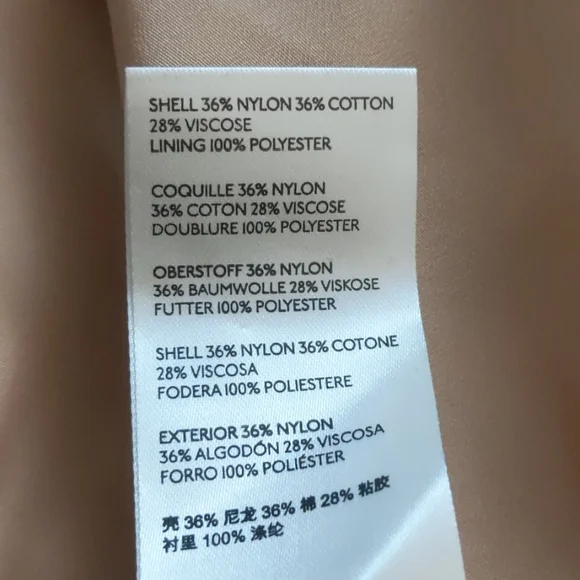 SHELL 36% NYLON 36% COTTON
28% VISCOSE
LINING 100% POLYESTER
COQUILLE 36% NYLON
36% COTON 28% VISCOSE
DOUBLURE 100% POLYESTER
OBERSTOFF 36% NYLON
36% BAUMWOLLE 28% VISKOSE
FUTTER 100% POLYESTER
SHELL 36% NYLON 36% COTONE
28% VISCOSA
FODERA 100% POLIESTERE
EXTERIOR 36% NYLON
36% ALGODÓN 28% VISCOSA
FORRO 100% POLIÉSTER
壳 36% 尼龙 36% 棉 28% 粘胶
衬里 100% 涤纶